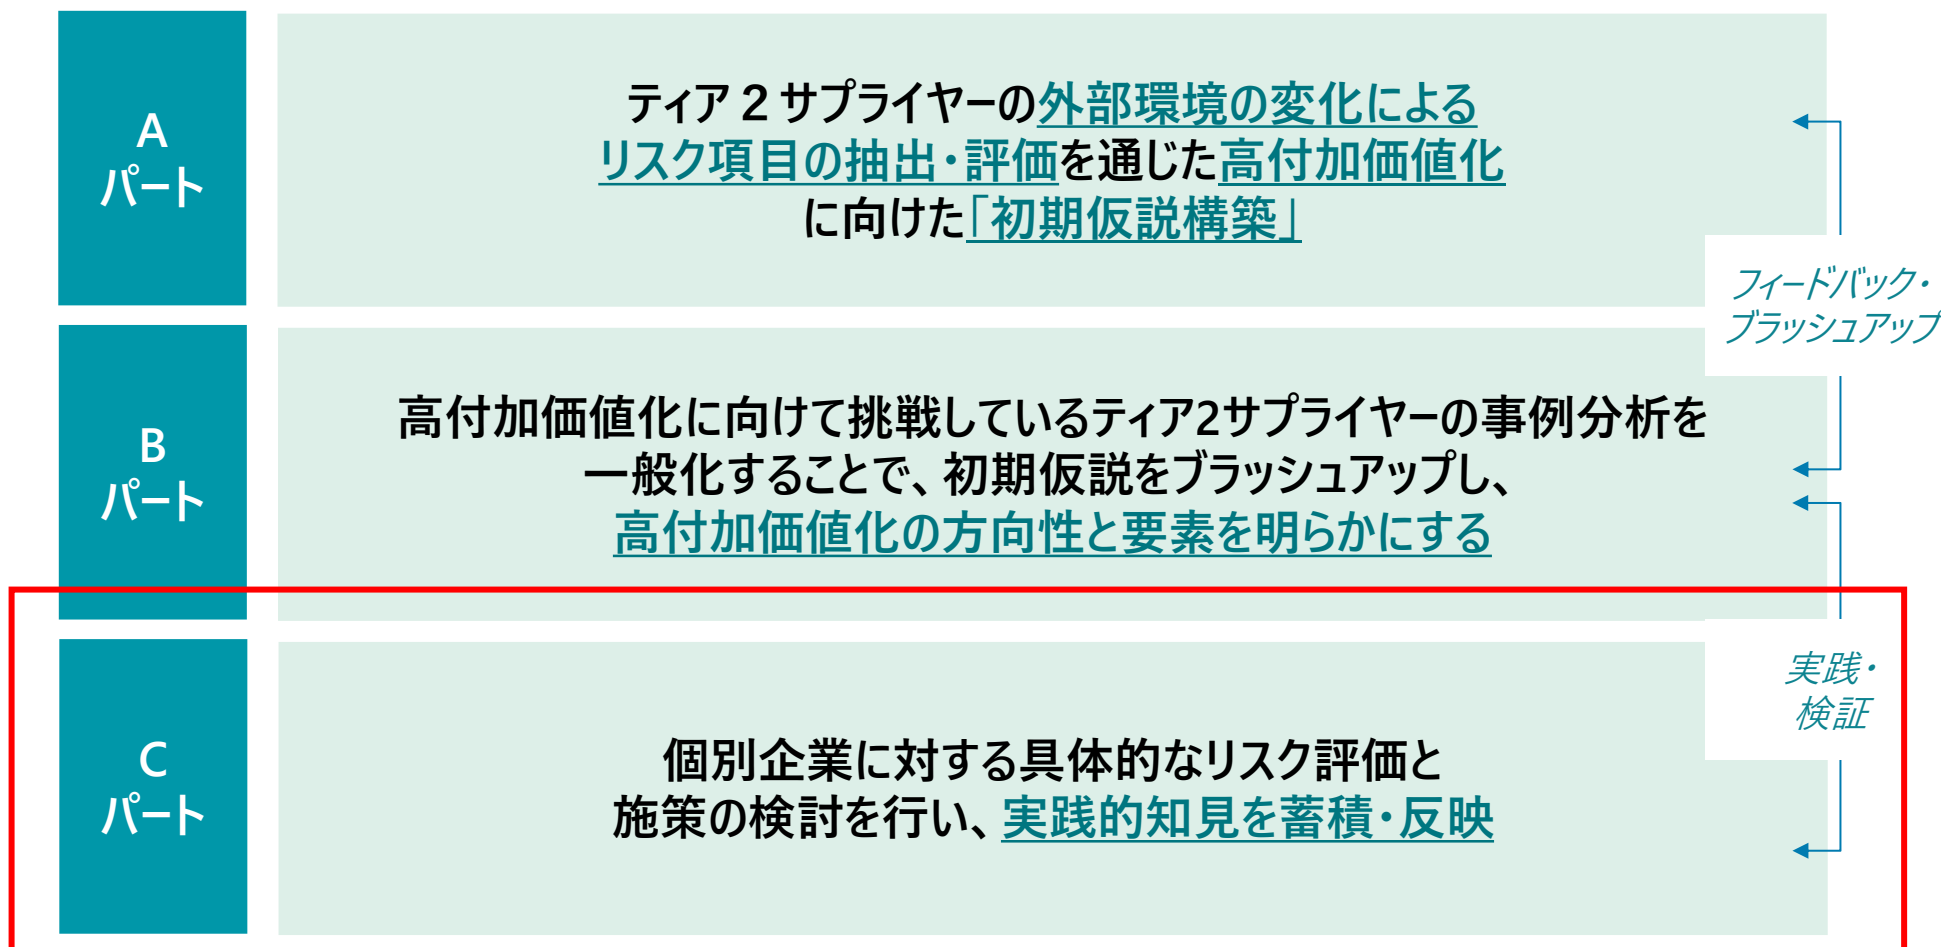 A
パート
ティア２サプライヤーの外部環境の変化による
リスク項目の抽出・評価を通じた高付加価値化
に向けた「初期仮説構築」
フィードバック・
ブラッシュアップ
B
パート
高付加価値化に向けて挑戦しているティア2サプライヤーの事例分析を
一般化することで、初期仮説をブラッシュアップし、
高付加価値化の方向性と要素を明らかにする
実践・
検証
C
パート
個別企業に対する具体的なリスク評価と
施策の検討を行い、実践的知見を蓄積・反映